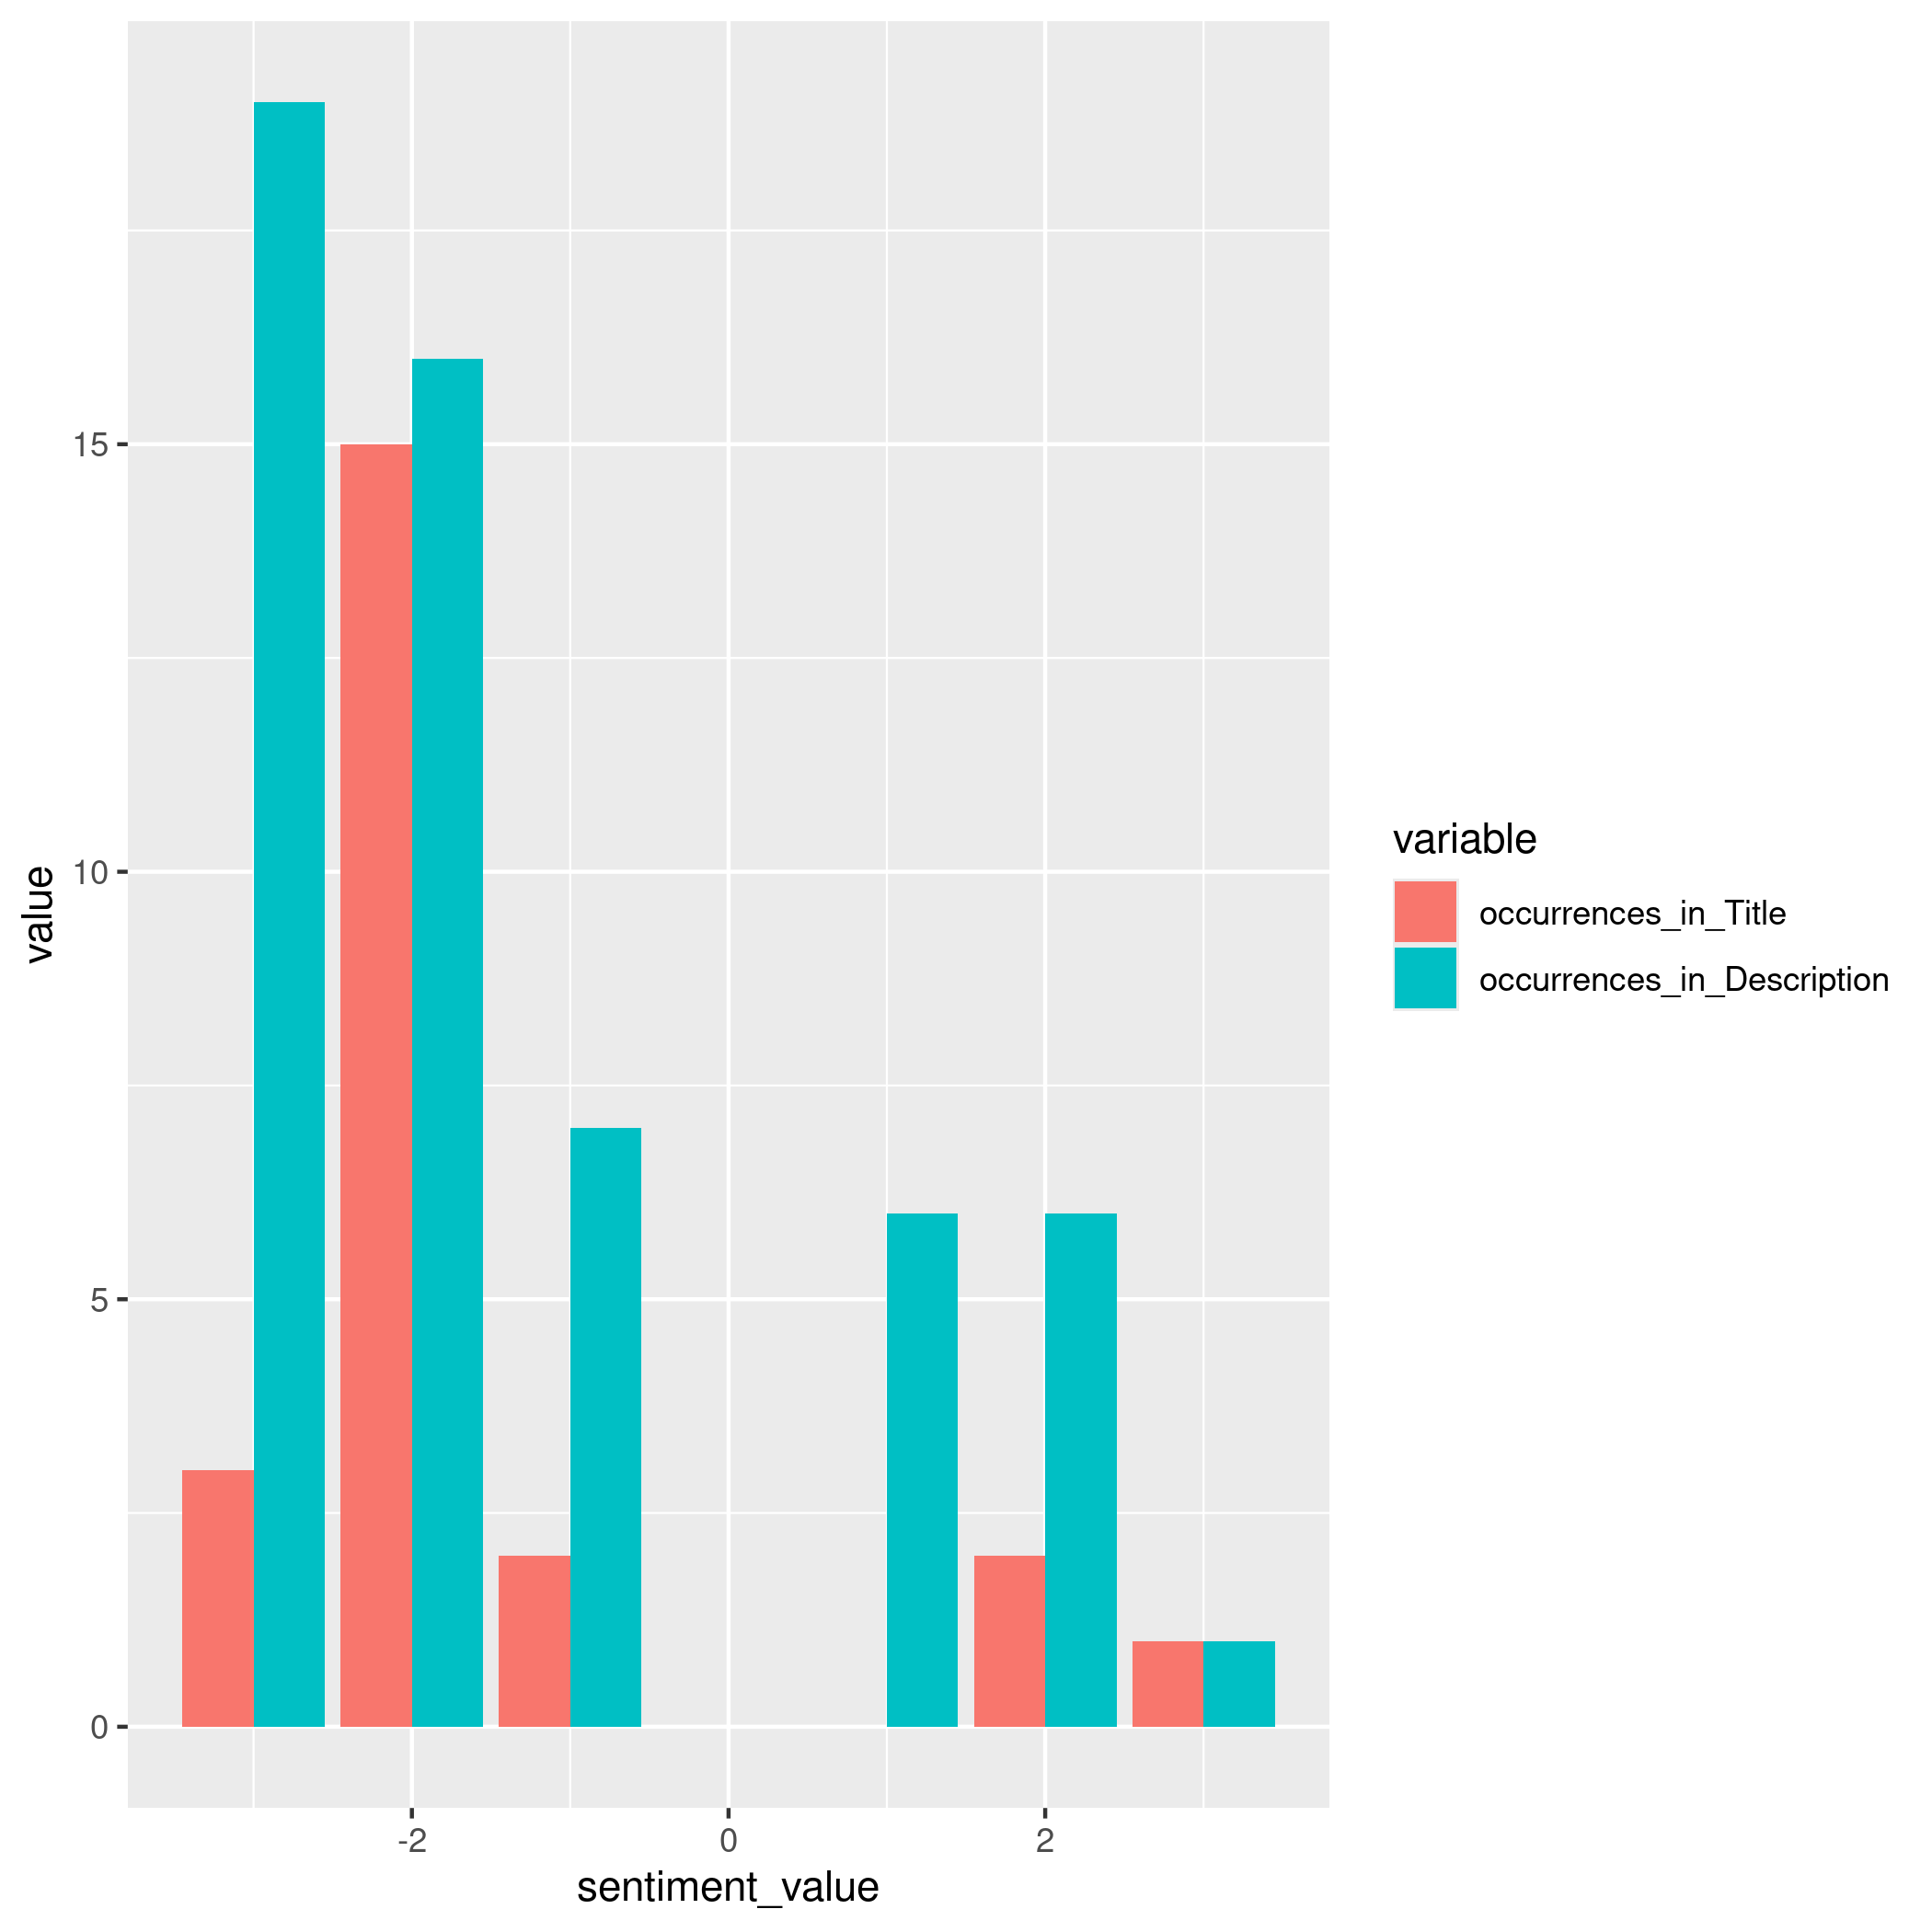 value
15
10
5
0
-2
0
2
sentiment_value
variable
occurrences_in_Title
occurrences_in_Description